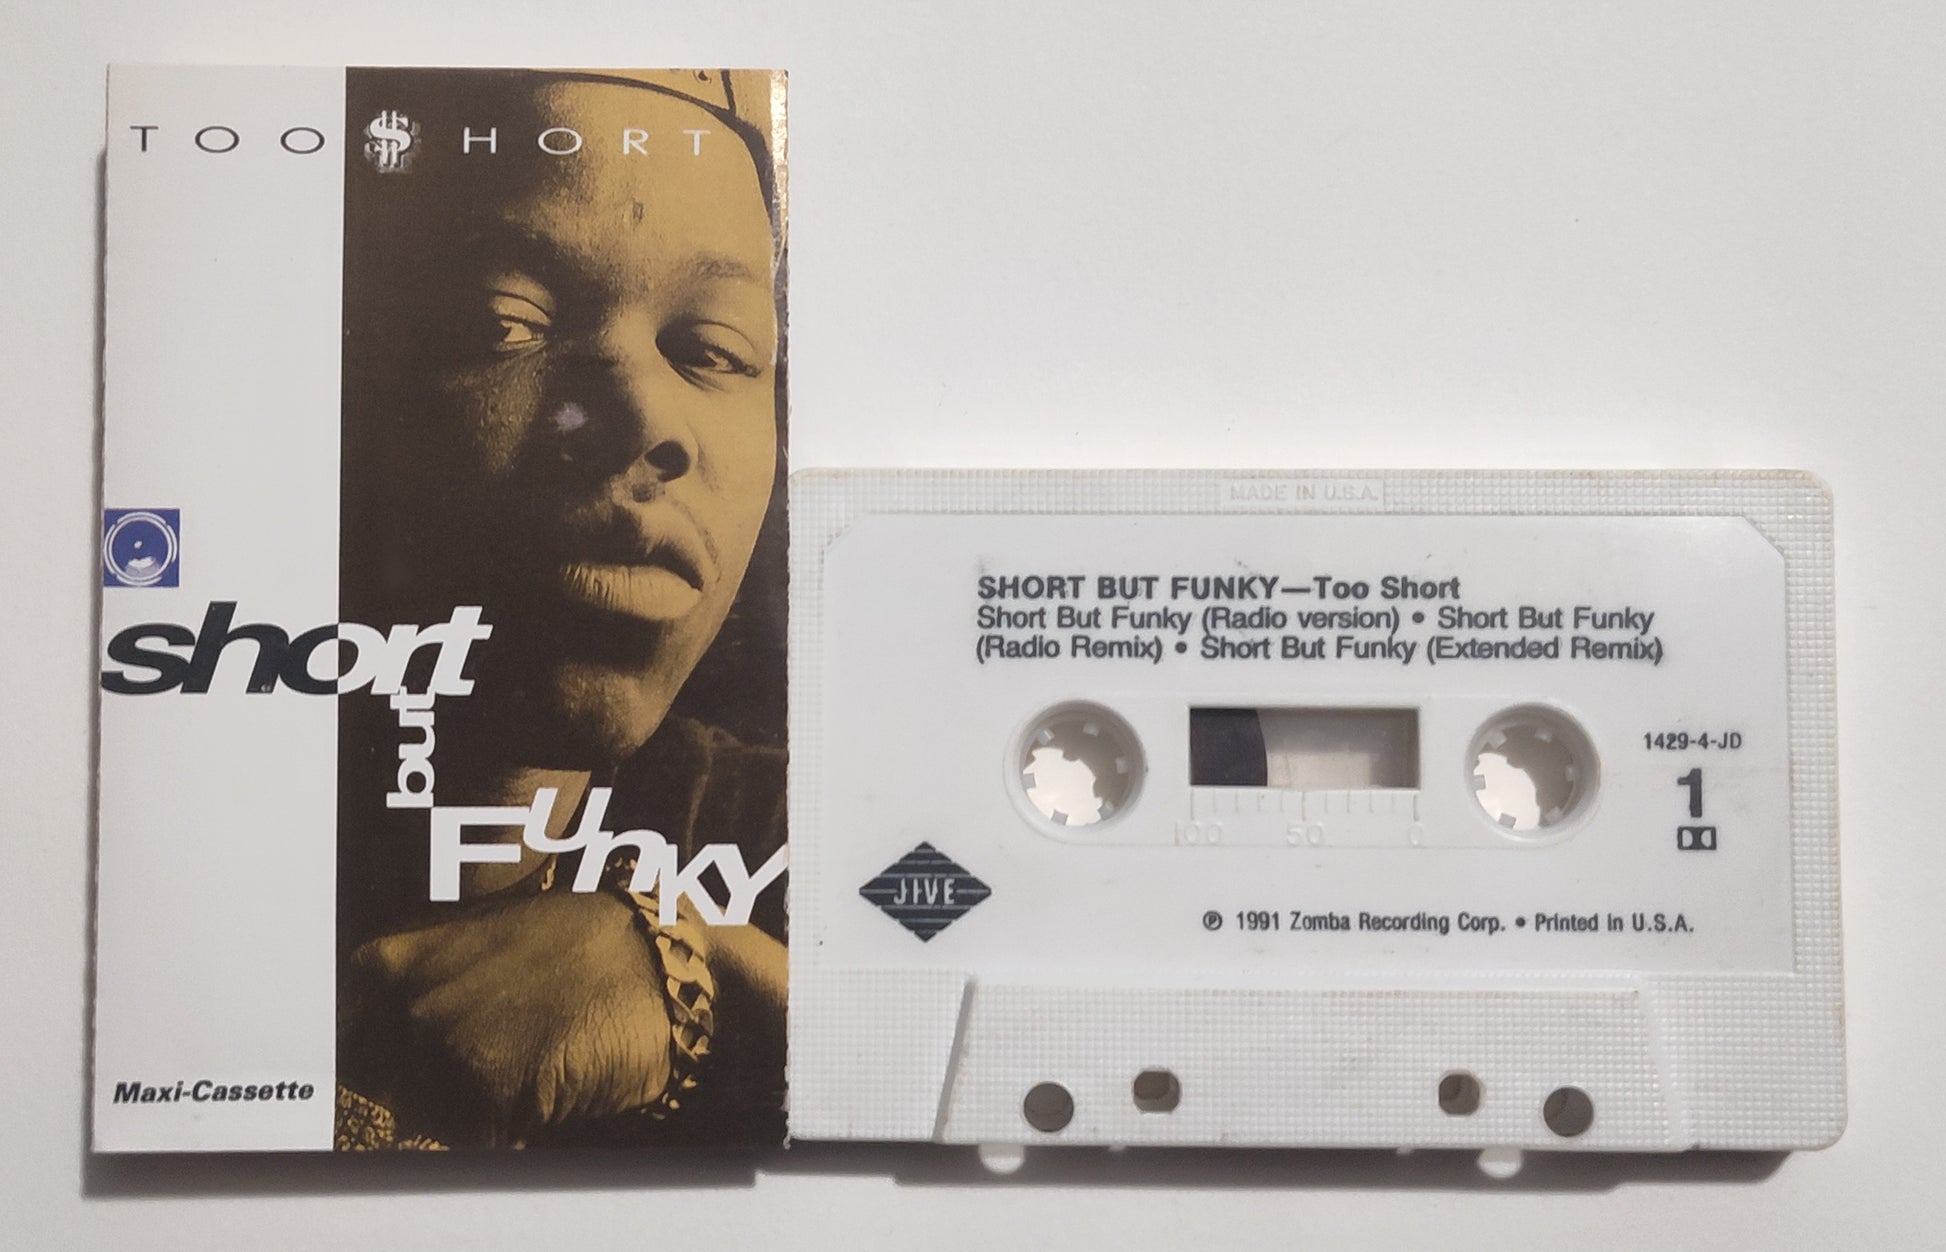 TOO $HORT
short
but
Funky
Maxi-Cassette
MADE IN U.S.A.
SHORT BUT FUNKY—Too Short
Short But Funky (Radio version) • Short But Funky
(Radio Remix) • Short But Funky (Extended Remix)
1429-4-JD
1
100 50 0
JIVE
℗ 1991 Zomba Recording Corp. • Printed in U.S.A.